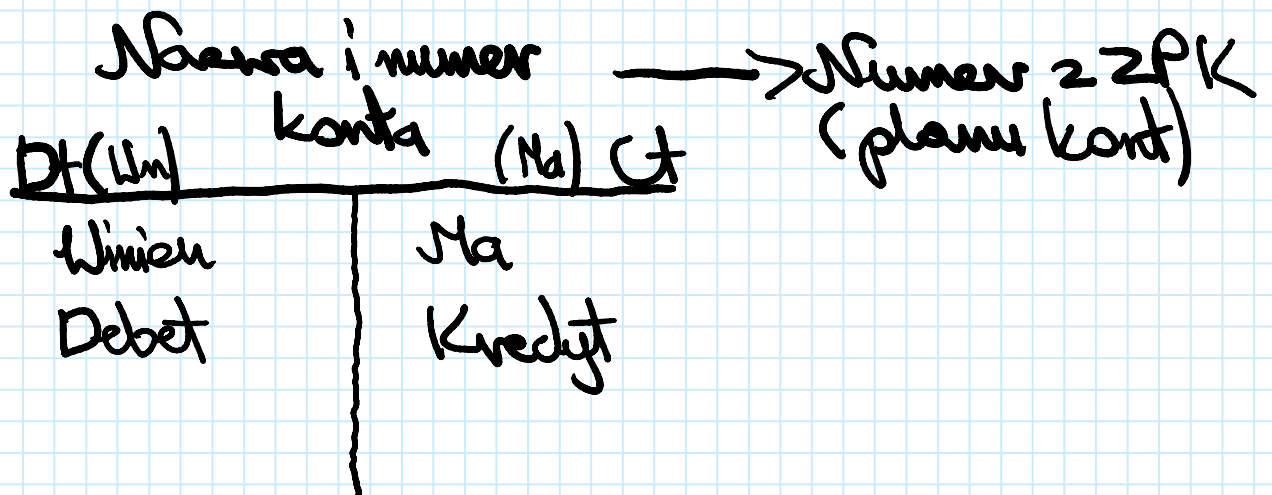 Nazwa i numer → Numer z ZPK
konta (planu kont)
Dt (Wn) (Ma) Ct
Winien Ma
Debet Kredyt